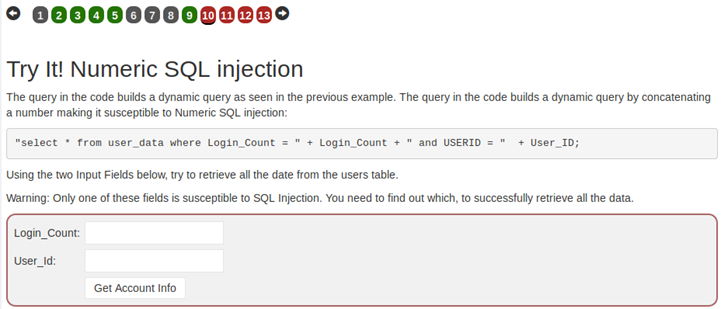 1 2 3 4 5 6 7 8 9 10 11 12 13
Try It! Numeric SQL injection
The query in the code builds a dynamic query as seen in the previous example. The query in the code builds a dynamic query by concatenating
a number making it susceptible to Numeric SQL injection:
"select * from user_data where Login_Count = " + Login_Count + " and USERID = "  + User_ID;
Using the two Input Fields below, try to retrieve all the date from the users table.
Warning: Only one of these fields is susceptible to SQL Injection. You need to find out which, to successfully retrieve all the data.
Login_Count:
User_Id:
Get Account Info